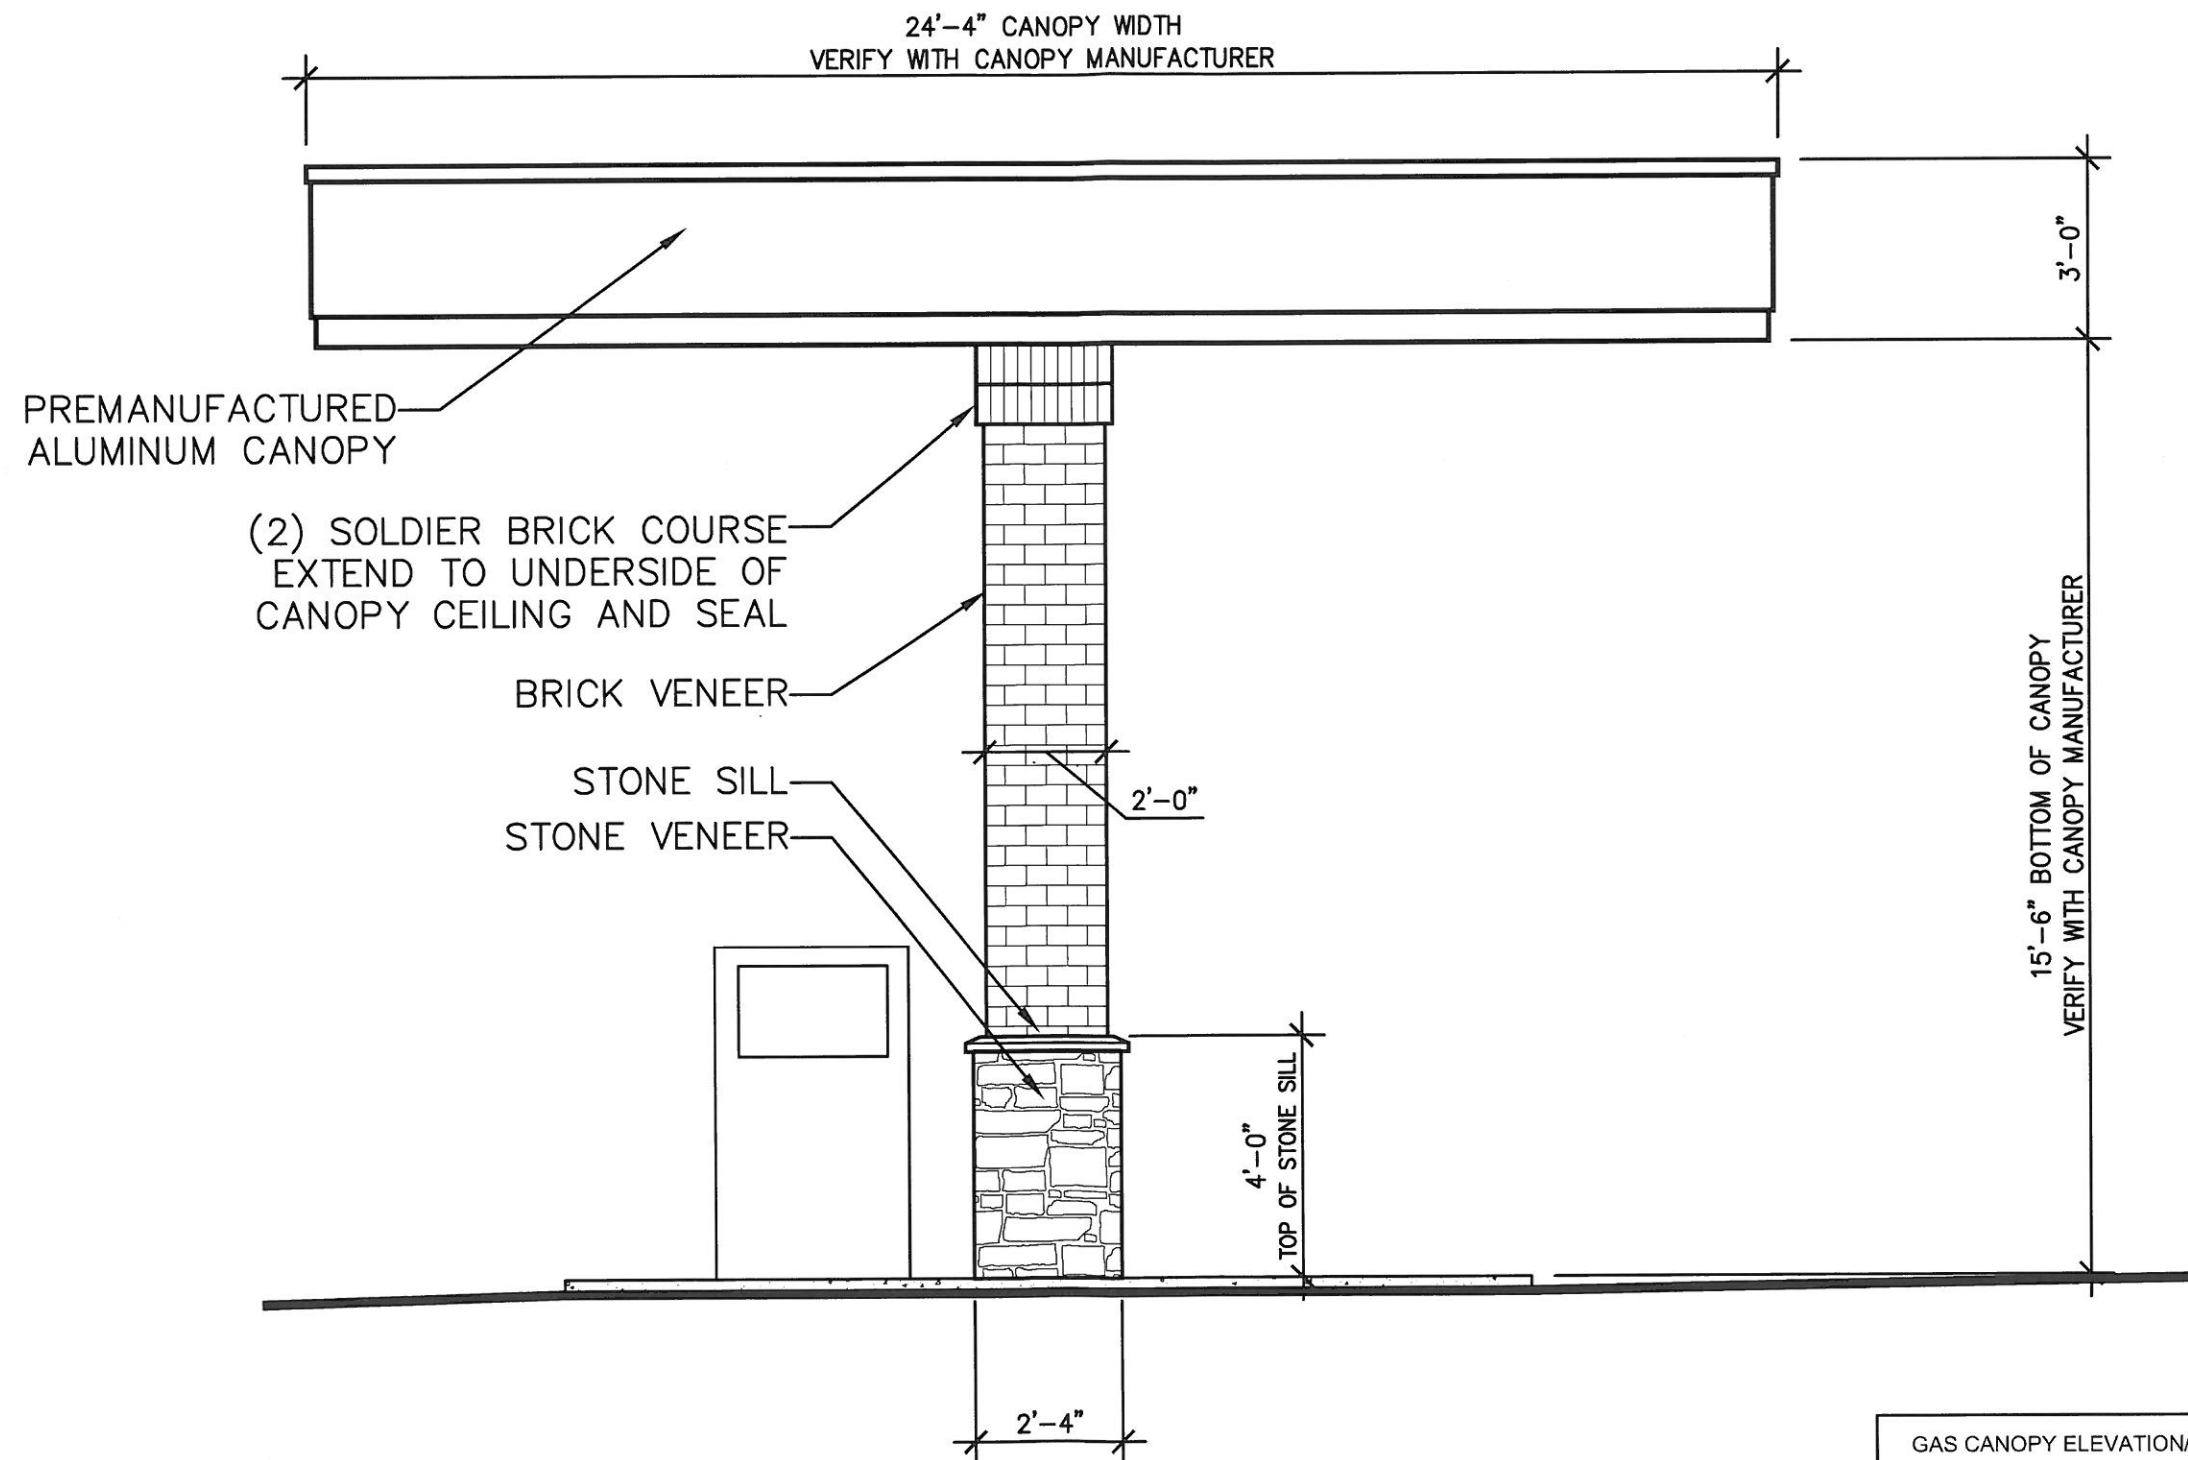 24'-4" CANOPY WIDTH
VERIFY WITH CANOPY MANUFACTURER
3'-0"
PREMANUFACTURED
ALUMINUM CANOPY
(2) SOLDIER BRICK COURSE
EXTEND TO UNDERSIDE OF
CANOPY CEILING AND SEAL
BRICK VENEER
STONE SILL
STONE VENEER
2'-0"
15'-6" BOTTOM OF CANOPY
VERIFY WITH CANOPY MANUFACTURER
4'-0"
TOP OF STONE SILL
2'-4"
GAS CANOPY ELEVATION/